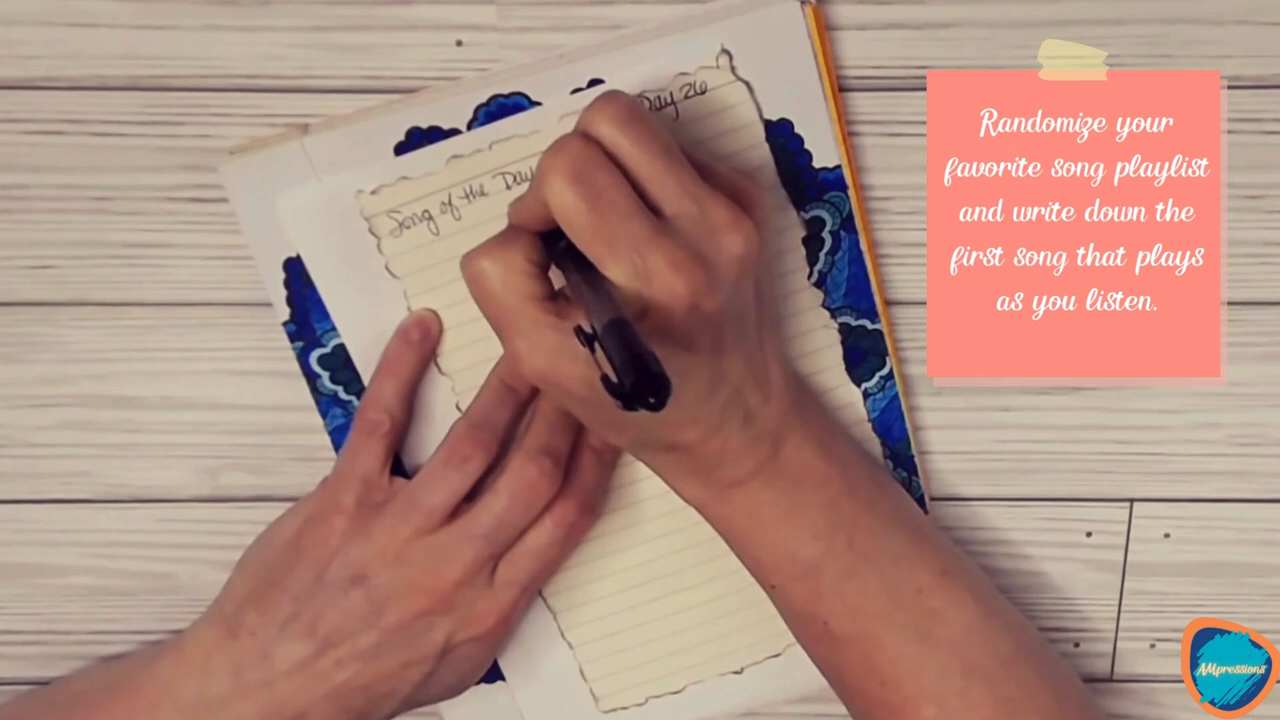 Day 26
Song of the Day
Randomize your
favorite song playlist
and write down the
first song that plays
as you listen.
AMpressions